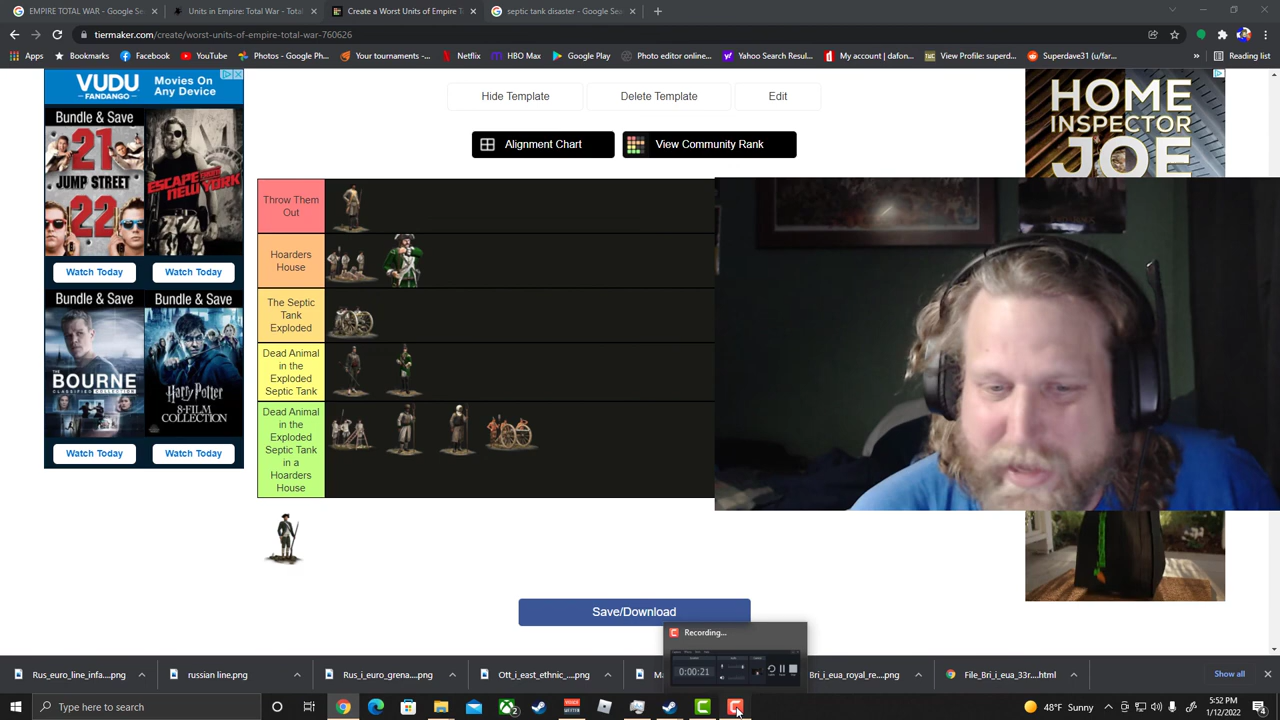 EMPIRE TOTAL WAR - Google Se
Units in Empire: Total War - Total
Create a Worst Units of Empire T
septic tank disaster - Google Sea
tiermaker.com/create/worst-units-of-empire-total-war-760626
Apps
Bookmarks
Facebook
YouTube
Photos - Google Ph...
Your tournaments -...
Netflix
HBO Max
Google Play
Photo editor online...
Yahoo Search Resul...
My account | dafon...
View Profile: superd...
Superdave31 (u/far...
»
Reading list
VUDU
FANDANGO
Movies On
Any Device
Bundle & Save
Bundle & Save
21
JUMP STREET
22
ESCAPE FROM
NEW YORK
Watch Today
Watch Today
Bundle & Save
Bundle & Save
THE
BOURNE
CLASSIFIED COLLECTION
Harry Potter
8-FILM
COLLECTION
Watch Today
Watch Today
Hide Template
Delete Template
Edit
Alignment Chart
View Community Rank
HOME
INSPECTOR
JOE
Throw Them
Out
Hoarders
House
The Septic
Tank
Exploded
Dead Animal
in the
Exploded
Septic Tank
Dead Animal
in the
Exploded
Septic Tank
in a
Hoarders
House
Save/Download
Recording...
0:00:21
Rus_euro_line_infa....png
russian line.png
Rus_i_euro_grena....png
Ott_i_east_ethnic_....png
Ma
Bri_i_eua_royal_re....png
File_Bri_i_eua_33r....html
Show all
Type here to search
48°F Sunny
5:52 PM
1/12/2022